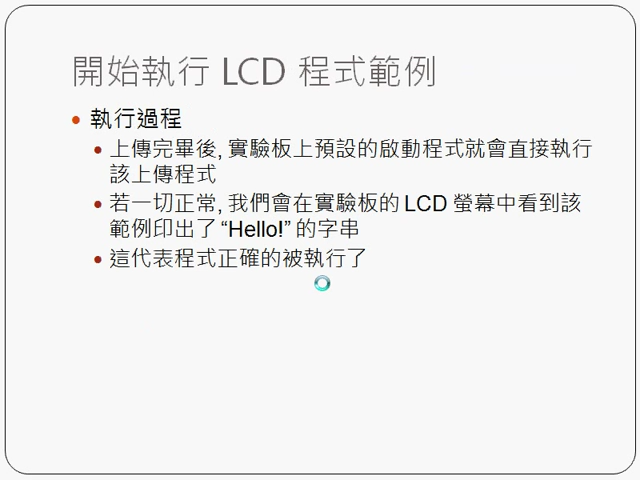 開始執行 LCD 程式範例
執行過程
上傳完畢後, 實驗板上預設的啟動程式就會直接執行
該上傳程式
若一切正常, 我們會在實驗板的 LCD 螢幕中看到該
範例印出了 “Hello!” 的字串
這代表程式正確的被執行了